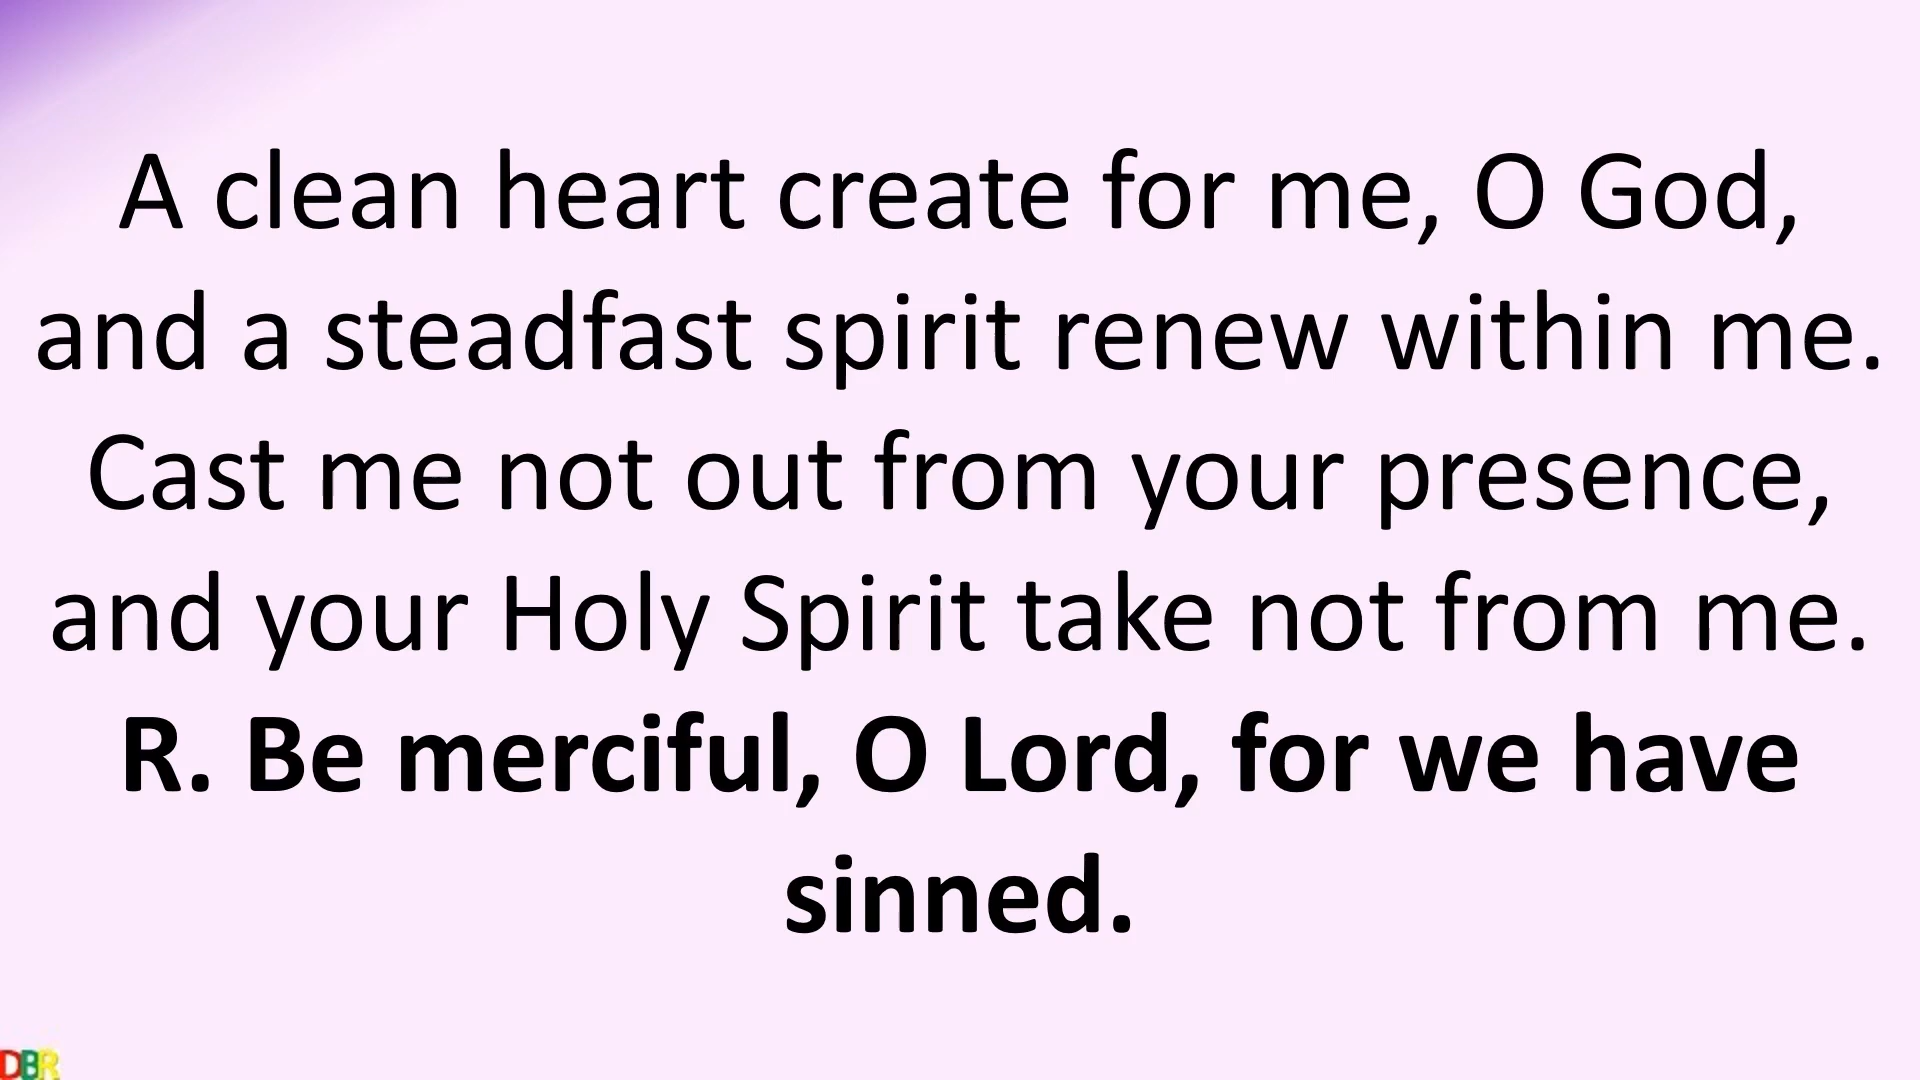 A clean heart create for me, O God,
and a steadfast spirit renew within me.
Cast me not out from your presence,
and your Holy Spirit take not from me.
R. Be merciful, O Lord, for we have
sinned.
DBR